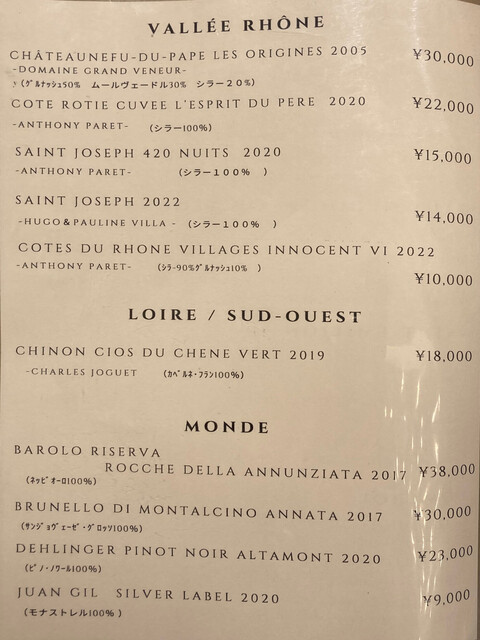 VALLÉE RHÔNE
CHÂTEAUNEFU-DU-PAPE LES ORIGINES 2005 ¥30,000
-DOMAINE GRAND VENEUR-
(グルナッシュ50% ムールヴェードル30% シラー20%)
COTE ROTIE CUVEE L'ESPRIT DU PERE 2020 ¥22,000
-ANTHONY PARET- (シラー100%)
SAINT JOSEPH 420 NUITS 2020 ¥15,000
-ANTHONY PARET- (シラー100% )
SAINT JOSEPH 2022 ¥14,000
-HUGO&PAULINE VILLA - (シラー100% )
COTES DU RHONE VILLAGES INNOCENT VI 2022
-ANTHONY PARET- (シラ-90%グルナッシュ10% ) ¥10,000
LOIRE / SUD-OUEST
CHINON CIOS DU CHENE VERT 2019 ¥18,000
-CHARLES JOGUET (カベルネ・フラン100%)
MONDE
BAROLO RISERVA
ROCCHE DELLA ANNUNZIATA 2017 ¥38,000
(ネッビオーロ100%)
BRUNELLO DI MONTALCINO ANNATA 2017 ¥30,000
(サンジョヴェーゼ・グロッソ100%)
DEHLINGER PINOT NOIR ALTAMONT 2020 ¥23,000
(ピノ・ノワール100%)
JUAN GIL SILVER LABEL 2020 ¥9,000
(モナストレル100% )